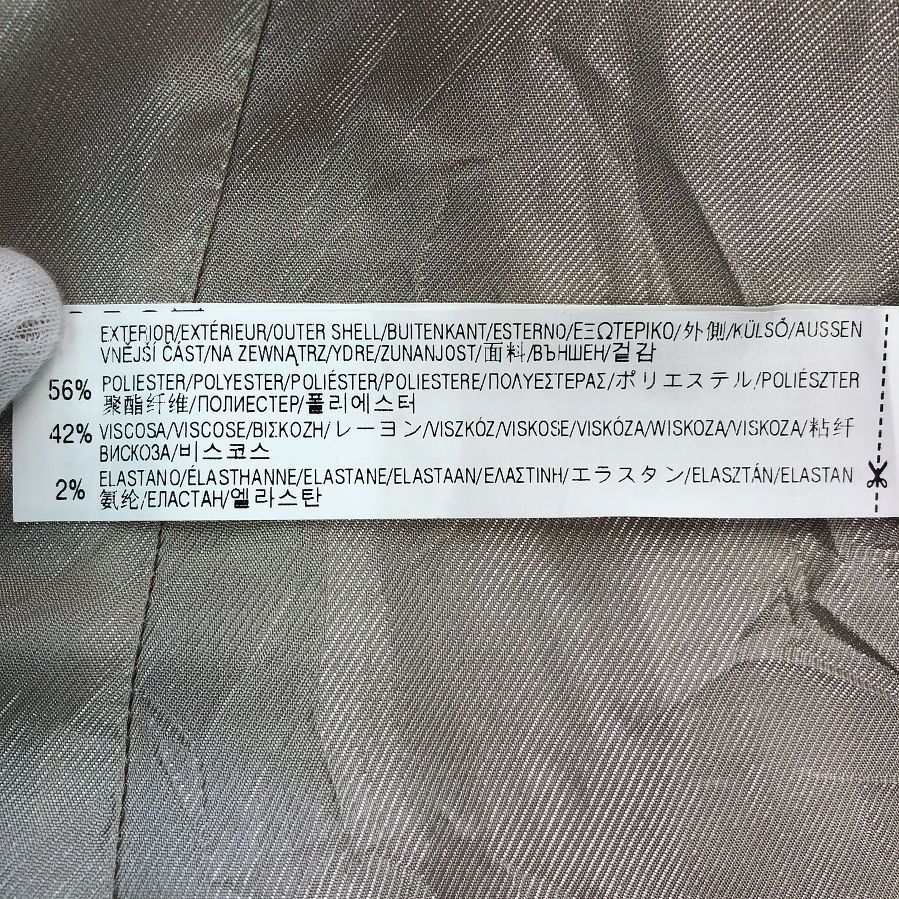 EXTERIOR/EXTÉRIEUR/OUTER SHELL/BUITENKANT/ESTERNO/ΕΞΩΤΕΡΙΚΟ/外側/KÜLSŐ/AUSSEN
VNĚJŠÍ ČÁST/NA ZEWNĄTRZ/YDRE/ZUNANJOST/面料/ВЪНШЕН/겉감
56% POLIESTER/POLYESTER/POLIÉSTER/POLIESTERE/ΠΟΛΥΕΣΤΕΡΑΣ/ポリエステル/POLIÉSZTER
聚酯纤维/ПОЛИЕСТЕР/폴리에스터
42% VISCOSA/VISCOSE/ΒΙΣΚΟΖΗ/レーヨン/VISZKÓZ/VISKOSE/VISKÓZA/WISKOZA/VISKOZA/粘纤
ВИСКОЗА/비스코스
2% ELASTANO/ÉLASTHANNE/ELASTANE/ELASTAAN/ΕΛΑΣΤΙΝΗ/エラスタン/ELASZTÁN/ELASTAN
氨纶/ЕЛАСТАН/엘라스탄